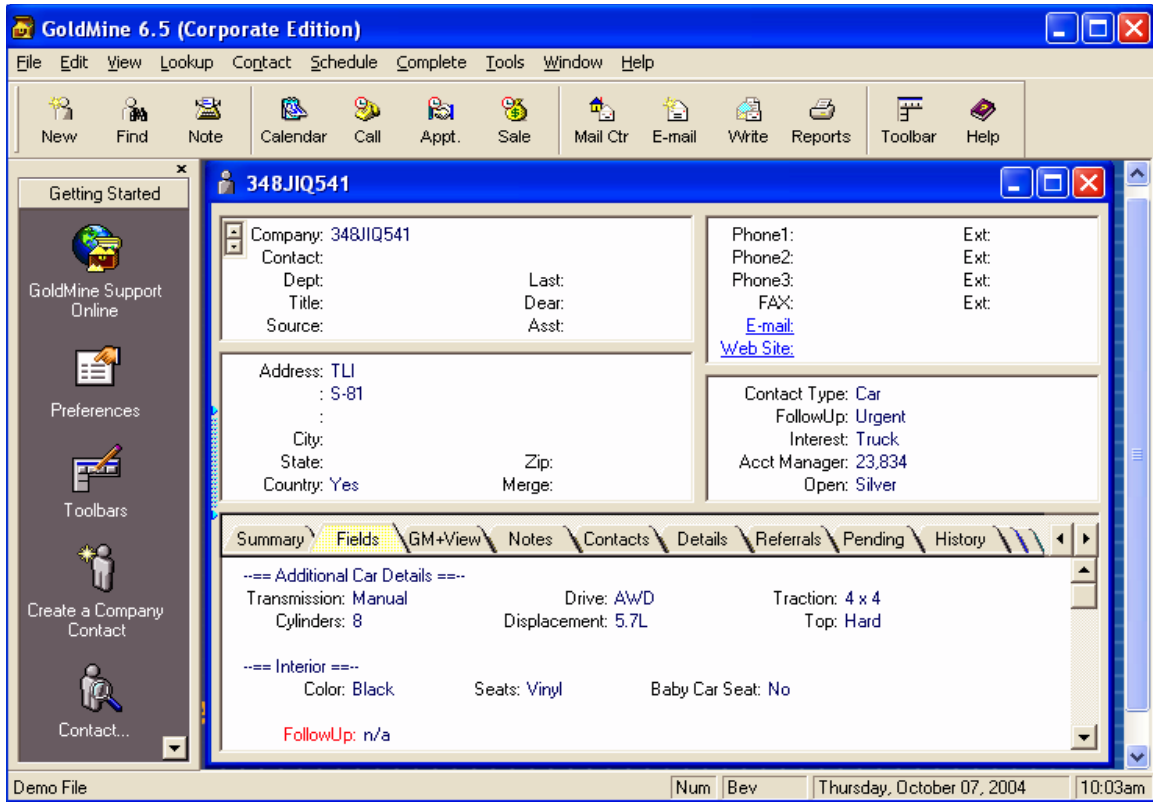 GoldMine 6.5 (Corporate Edition)
File Edit View Lookup Contact Schedule Complete Tools Window Help
New Find Note Calendar Call Appt. Sale Mail Ctr E-mail Write Reports Toolbar Help
Getting Started
GoldMine Support
Online
Preferences
Toolbars
Create a Company
Contact
Contact...
348JIQ541
Company: 348JIQ541
Contact:
Dept: Last:
Title: Dear:
Source: Asst:
Phone1: Ext:
Phone2: Ext:
Phone3: Ext:
FAX: Ext:
E-mail:
Web Site:
Address: TLI
: S-81
:
City:
State: Zip:
Country: Yes Merge:
Contact Type: Car
FollowUp: Urgent
Interest: Truck
Acct Manager: 23,834
Open: Silver
Summary Fields GM+View Notes Contacts Details Referrals Pending History
--== Additional Car Details ==--
Transmission: Manual Drive: AWD Traction: 4 x 4
Cylinders: 8 Displacement: 5.7L Top: Hard
--== Interior ==--
Color: Black Seats: Vinyl Baby Car Seat: No
FollowUp: n/a
Demo File Num Bev Thursday, October 07, 2004 10:03am